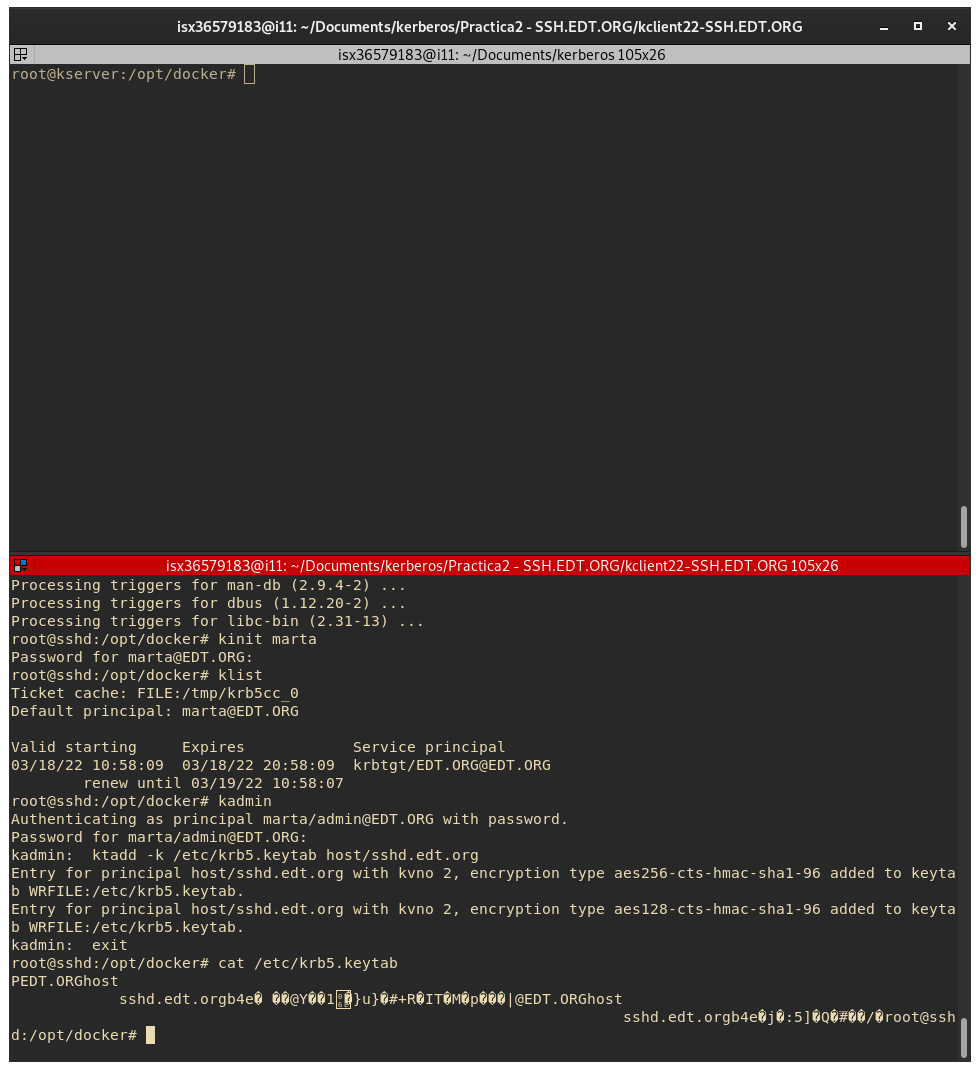 isx36579183@i11: ~/Documents/kerberos/Practica2 - SSH.EDT.ORG/kclient22-SSH.EDT.ORG
isx36579183@i11: ~/Documents/kerberos 105x26
root@kserver:/opt/docker#
isx36579183@i11: ~/Documents/kerberos/Practica2 - SSH.EDT.ORG/kclient22-SSH.EDT.ORG 105x26
Processing triggers for man-db (2.9.4-2) ...
Processing triggers for dbus (1.12.20-2) ...
Processing triggers for libc-bin (2.31-13) ...
root@sshd:/opt/docker# kinit marta
Password for marta@EDT.ORG:
root@sshd:/opt/docker# klist
Ticket cache: FILE:/tmp/krb5cc_0
Default principal: marta@EDT.ORG
Valid starting     Expires            Service principal
03/18/22 10:58:09  03/18/22 20:58:09  krbtgt/EDT.ORG@EDT.ORG
renew until 03/19/22 10:58:07
root@sshd:/opt/docker# kadmin
Authenticating as principal marta/admin@EDT.ORG with password.
Password for marta/admin@EDT.ORG:
kadmin:  ktadd -k /etc/krb5.keytab host/sshd.edt.org
Entry for principal host/sshd.edt.org with kvno 2, encryption type aes256-cts-hmac-sha1-96 added to keyta
b WRFILE:/etc/krb5.keytab.
Entry for principal host/sshd.edt.org with kvno 2, encryption type aes128-cts-hmac-sha1-96 added to keyta
b WRFILE:/etc/krb5.keytab.
kadmin:  exit
root@sshd:/opt/docker# cat /etc/krb5.keytab
PEDT.ORGhost
sshd.edt.orgb4e� ��@Y��1�}u}�#+R�IT�M�p���|@EDT.ORGhost
sshd.edt.orgb4e�j�:5]�Q�#��/�root@ssh
d:/opt/docker#